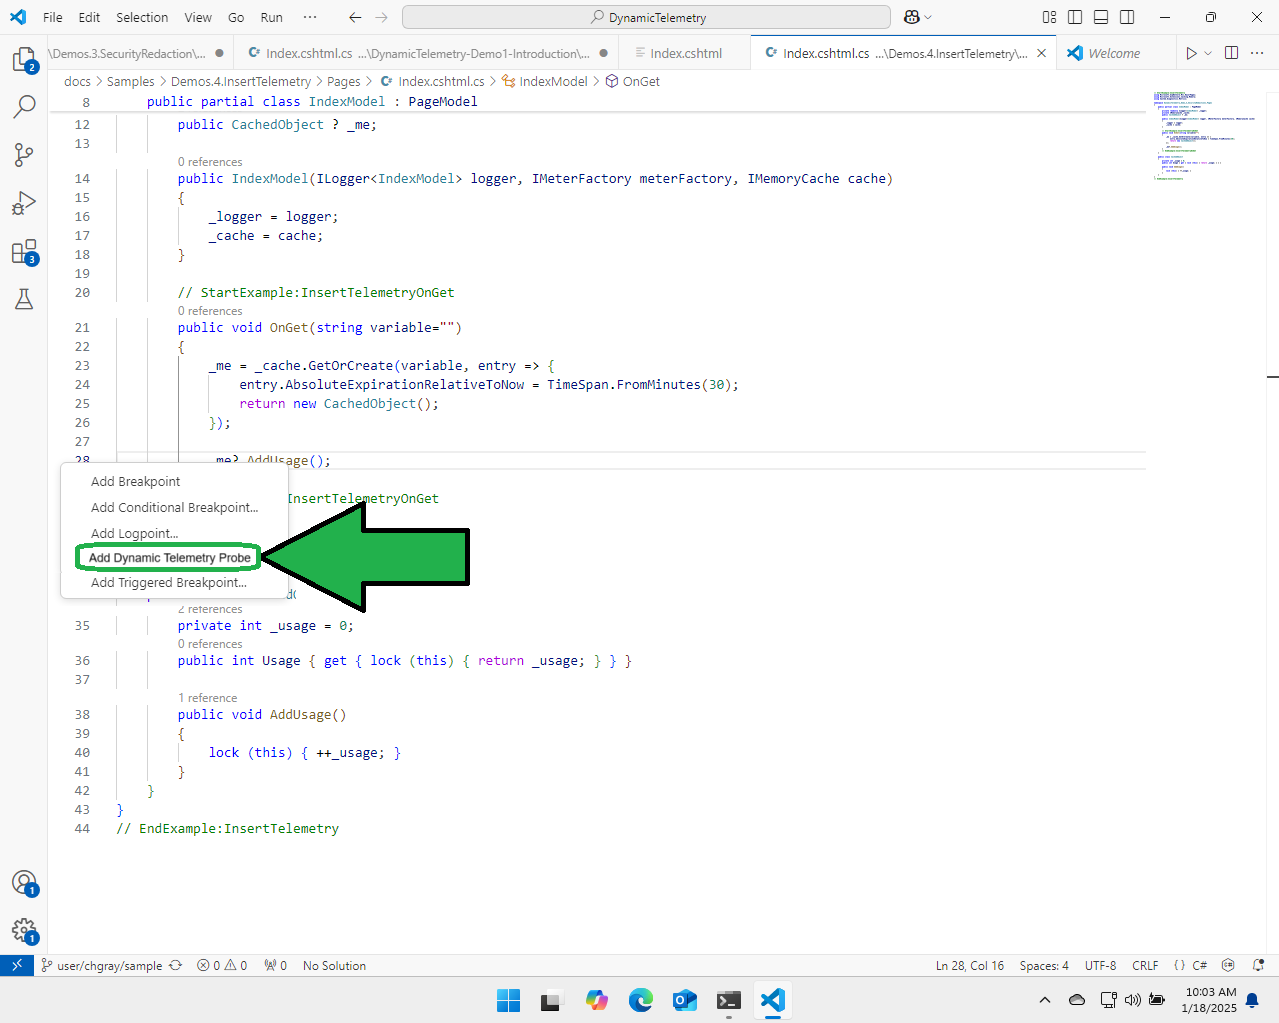 File Edit Selection View Go Run ··· DynamicTelemetry
\Demos.3.SecurityRedaction\... Index.cshtml.cs ...\DynamicTelemetry-Demo1-Introduction\... Index.cshtml Index.cshtml.cs ...\Demos.4.InsertTelemetry\... Welcome
docs > Samples > Demos.4.InsertTelemetry > Pages > Index.cshtml.cs > IndexModel > OnGet
8 public partial class IndexModel : PageModel
12 public CachedObject ? _me;
13
0 references
14 public IndexModel(ILogger<IndexModel> logger, IMeterFactory meterFactory, IMemoryCache cache)
15 {
16 _logger = logger;
17 _cache = cache;
18 }
19
20 // StartExample:InsertTelemetryOnGet
0 references
21 public void OnGet(string variable="")
22 {
23 _me = _cache.GetOrCreate(variable, entry => {
24 entry.AbsoluteExpirationRelativeToNow = TimeSpan.FromMinutes(30);
25 return new CachedObject();
26 });
27
28 _me?.AddUsage();
Add Breakpoint
InsertTelemetryOnGet
Add Conditional Breakpoint...
Add Logpoint...
Add Dynamic Telemetry Probe
Add Triggered Breakpoint...
2 references
35 private int _usage = 0;
0 references
36 public int Usage { get { lock (this) { return _usage; } } }
37
1 reference
38 public void AddUsage()
39 {
40 lock (this) { ++_usage; }
41 }
42 }
43 }
44 // EndExample:InsertTelemetry
2
3
1
1
user/chgray/sample 0 0 0 No Solution Ln 28, Col 16 Spaces: 4 UTF-8 CRLF {} C#
10:03 AM
1/18/2025